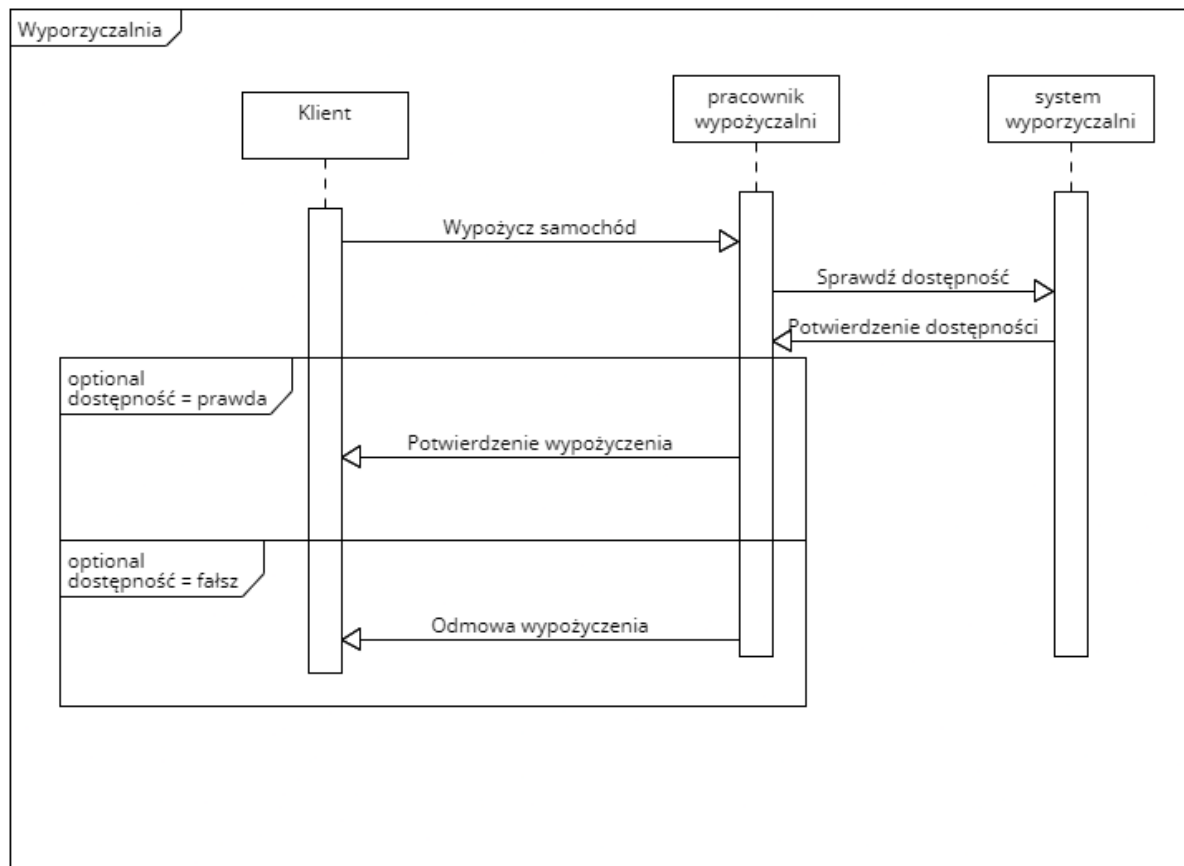 Wyporzyczalnia
Klient
pracownik
wypożyczalni
system
wyporzyczalni
Wypożycz samochód
Sprawdź dostępność
Potwierdzenie dostępności
optional
dostępność = prawda
Potwierdzenie wypożyczenia
optional
dostępność = fałsz
Odmowa wypożyczenia